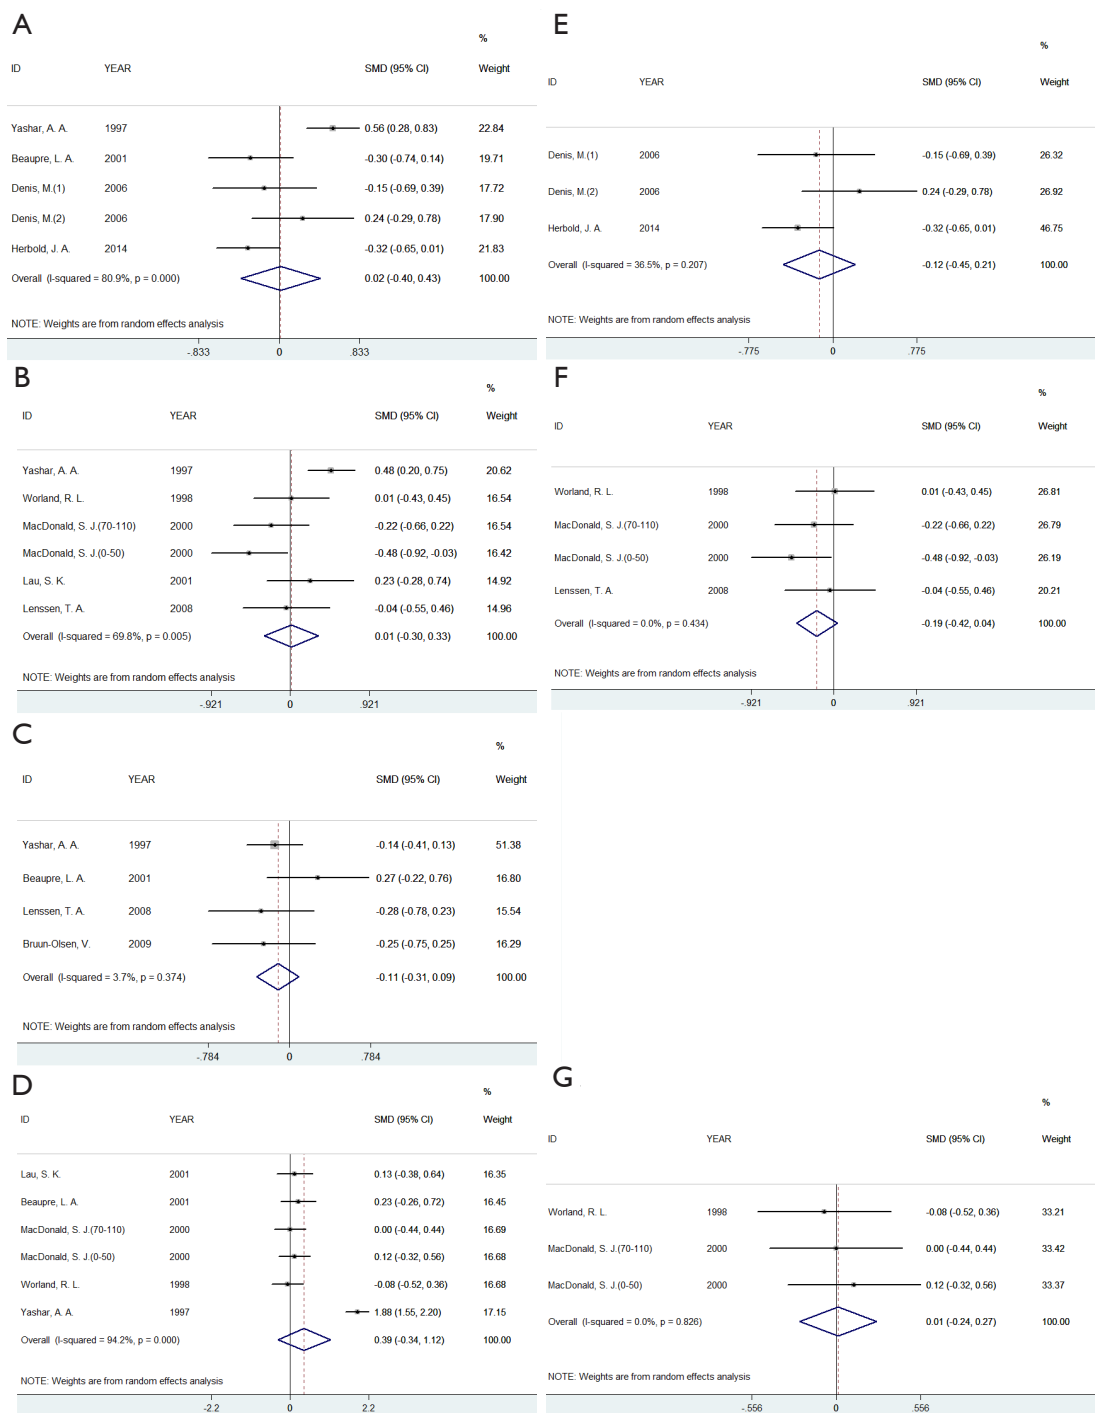 A
%
ID YEAR SMD (95% CI) Weight
Yashar, A. A. 1997 0.56 (0.28, 0.83) 22.84
Beaupre, L. A. 2001 -0.30 (-0.74, 0.14) 19.71
Denis, M.(1) 2006 -0.15 (-0.69, 0.39) 17.72
Denis, M.(2) 2006 0.24 (-0.29, 0.78) 17.90
Herbold, J. A. 2014 -0.32 (-0.65, 0.01) 21.83
Overall (I-squared = 80.9%, p = 0.000) 0.02 (-0.40, 0.43) 100.00
NOTE: Weights are from random effects analysis
-.833 0 .833
B
%
ID YEAR SMD (95% CI) Weight
Yashar, A. A. 1997 0.48 (0.20, 0.75) 20.62
Worland, R. L. 1998 0.01 (-0.43, 0.45) 16.54
MacDonald, S. J.(70-110) 2000 -0.22 (-0.66, 0.22) 16.54
MacDonald, S. J.(0-50) 2000 -0.48 (-0.92, -0.03) 16.42
Lau, S. K. 2001 0.23 (-0.28, 0.74) 14.92
Lenssen, T. A. 2008 -0.04 (-0.55, 0.46) 14.96
Overall (I-squared = 69.8%, p = 0.005) 0.01 (-0.30, 0.33) 100.00
NOTE: Weights are from random effects analysis
-.921 0 .921
C
%
ID YEAR SMD (95% CI) Weight
Yashar, A. A. 1997 -0.14 (-0.41, 0.13) 51.38
Beaupre, L. A. 2001 0.27 (-0.22, 0.76) 16.80
Lenssen, T. A. 2008 -0.28 (-0.78, 0.23) 15.54
Bruun-Olsen, V. 2009 -0.25 (-0.75, 0.25) 16.29
Overall (I-squared = 3.7%, p = 0.374) -0.11 (-0.31, 0.09) 100.00
NOTE: Weights are from random effects analysis
-.784 0 .784
D
%
ID YEAR SMD (95% CI) Weight
Lau, S. K. 2001 0.13 (-0.38, 0.64) 16.35
Beaupre, L. A. 2001 0.23 (-0.26, 0.72) 16.45
MacDonald, S. J.(70-110) 2000 0.00 (-0.44, 0.44) 16.69
MacDonald, S. J.(0-50) 2000 0.12 (-0.32, 0.56) 16.68
Worland, R. L. 1998 -0.08 (-0.52, 0.36) 16.68
Yashar, A. A. 1997 1.88 (1.55, 2.20) 17.15
Overall (I-squared = 94.2%, p = 0.000) 0.39 (-0.34, 1.12) 100.00
NOTE: Weights are from random effects analysis
-2.2 0 2.2
E
%
ID YEAR SMD (95% CI) Weight
Denis, M.(1) 2006 -0.15 (-0.69, 0.39) 26.32
Denis, M.(2) 2006 0.24 (-0.29, 0.78) 26.92
Herbold, J. A. 2014 -0.32 (-0.65, 0.01) 46.75
Overall (I-squared = 36.5%, p = 0.207) -0.12 (-0.45, 0.21) 100.00
NOTE: Weights are from random effects analysis
-.775 0 .775
F
%
ID YEAR SMD (95% CI) Weight
Worland, R. L. 1998 0.01 (-0.43, 0.45) 26.81
MacDonald, S. J.(70-110) 2000 -0.22 (-0.66, 0.22) 26.79
MacDonald, S. J.(0-50) 2000 -0.48 (-0.92, -0.03) 26.19
Lenssen, T. A. 2008 -0.04 (-0.55, 0.46) 20.21
Overall (I-squared = 0.0%, p = 0.434) -0.19 (-0.42, 0.04) 100.00
NOTE: Weights are from random effects analysis
-.921 0 .921
G
%
ID YEAR SMD (95% CI) Weight
Worland, R. L. 1998 -0.08 (-0.52, 0.36) 33.21
MacDonald, S. J.(70-110) 2000 0.00 (-0.44, 0.44) 33.42
MacDonald, S. J.(0-50) 2000 0.12 (-0.32, 0.56) 33.37
Overall (I-squared = 0.0%, p = 0.826) 0.01 (-0.24, 0.27) 100.00
NOTE: Weights are from random effects analysis
-.556 0 .556